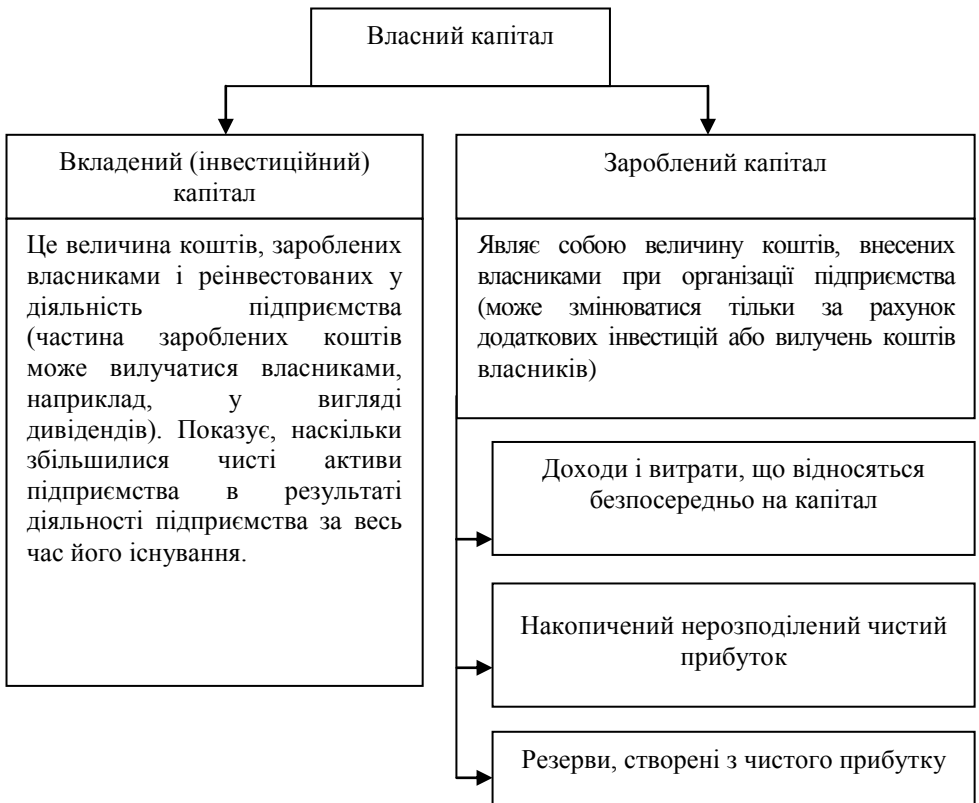 Власний капітал
Вкладений (інвестиційний)
капітал
Це величина коштів, зароблених
власниками і реінвестованих у
діяльність підприємства
(частина зароблених коштів
може вилучатися власниками,
наприклад, у вигляді
дивідендів). Показує, наскільки
збільшилися чисті активи
підприємства в результаті
діяльності підприємства за весь
час його існування.
Зароблений капітал
Являє собою величину коштів, внесених
власниками при організації підприємства
(може змінюватися тільки за рахунок
додаткових інвестицій або вилучень коштів
власників)
Доходи і витрати, що відносяться
безпосередньо на капітал
Накопичений нерозподілений чистий
прибуток
Резерви, створені з чистого прибутку